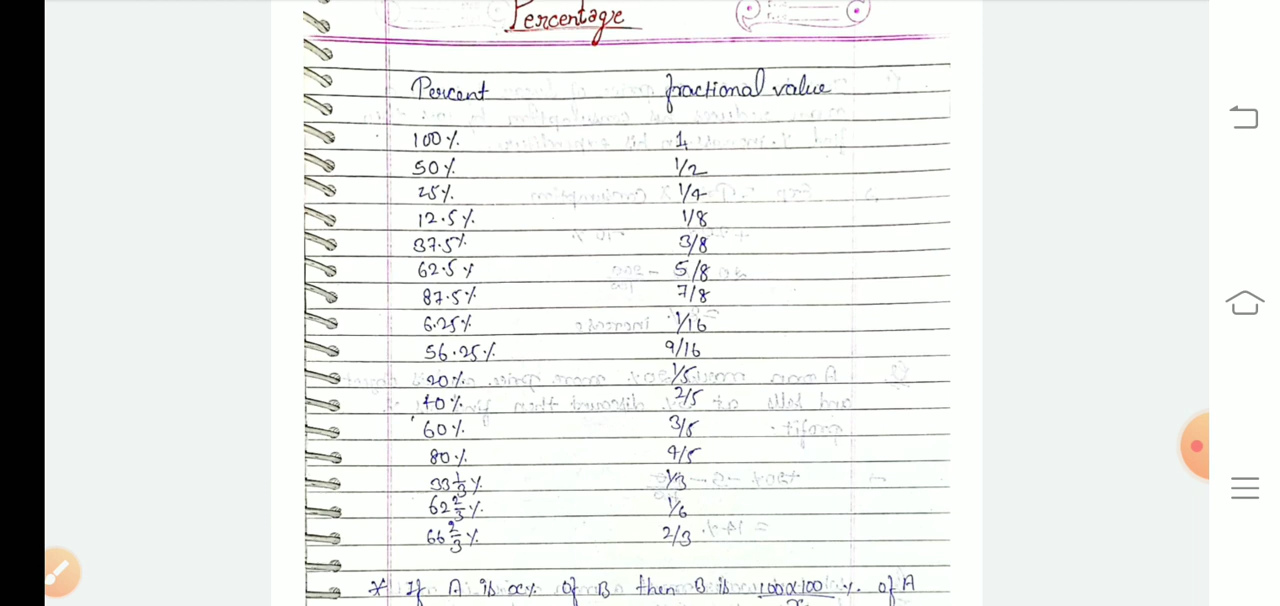 Percentage
Percent fractional value
100% 1
50% 1/2
25% 1/4
12.5% 1/8
37.5% 3/8
62.5% 5/8
87.5% 7/8
6.25% 1/16
56.25% 9/16
20% 1/5
40% 2/5
60% 3/5
80% 4/5
33 1/3 % 1/3
62 2/3 % 1/6
66 2/3 % 2/3
* If A is x% of B then B is 100x100 % of A